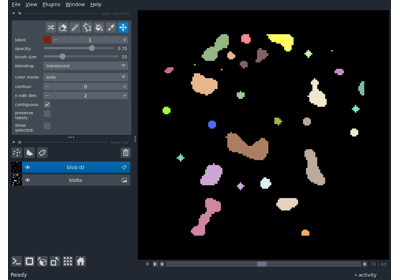 File View Plugins Window Help
label: 1
opacity: 0.70
brush size: 10
blending: translucent
color mode: auto
contour: 0
n edit dim: 2
contiguous:
preserve labels:
show selected:
blob ID
blobs
0
activity